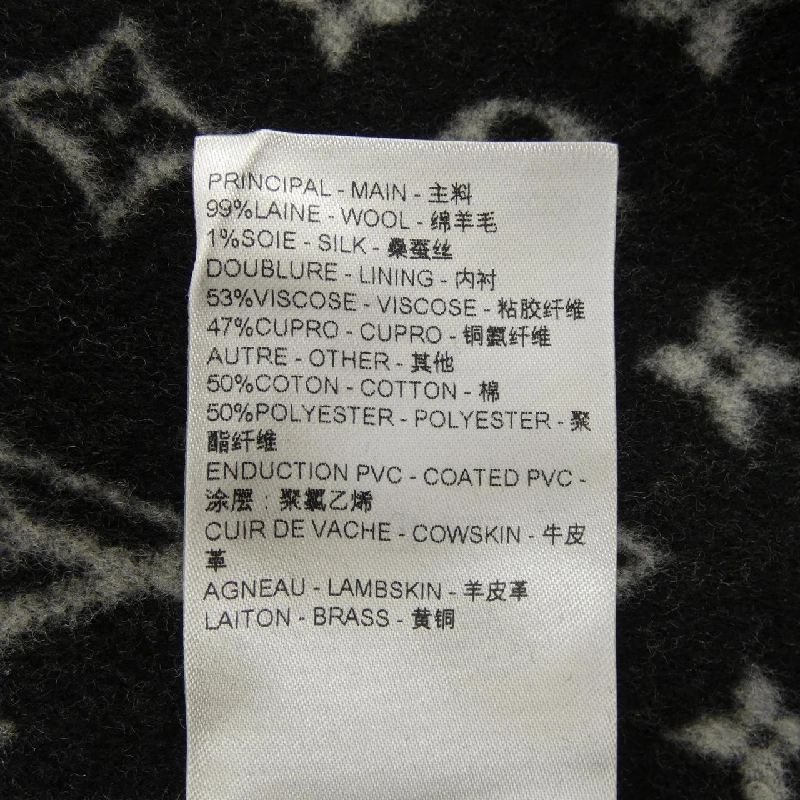 PRINCIPAL - MAIN - 主料
99%LAINE - WOOL - 绵羊毛
1%SOIE - SILK - 桑蚕丝
DOUBLURE - LINING - 内衬
53%VISCOSE - VISCOSE - 粘胶纤维
47%CUPRO - CUPRO - 铜氨纤维
AUTRE - OTHER - 其他
50%COTON - COTTON - 棉
50%POLYESTER - POLYESTER - 聚
酯纤维
ENDUCTION PVC - COATED PVC -
涂层：聚氯乙烯
CUIR DE VACHE - COWSKIN - 牛皮
革
AGNEAU - LAMBSKIN - 羊皮革
LAITON - BRASS - 黄铜